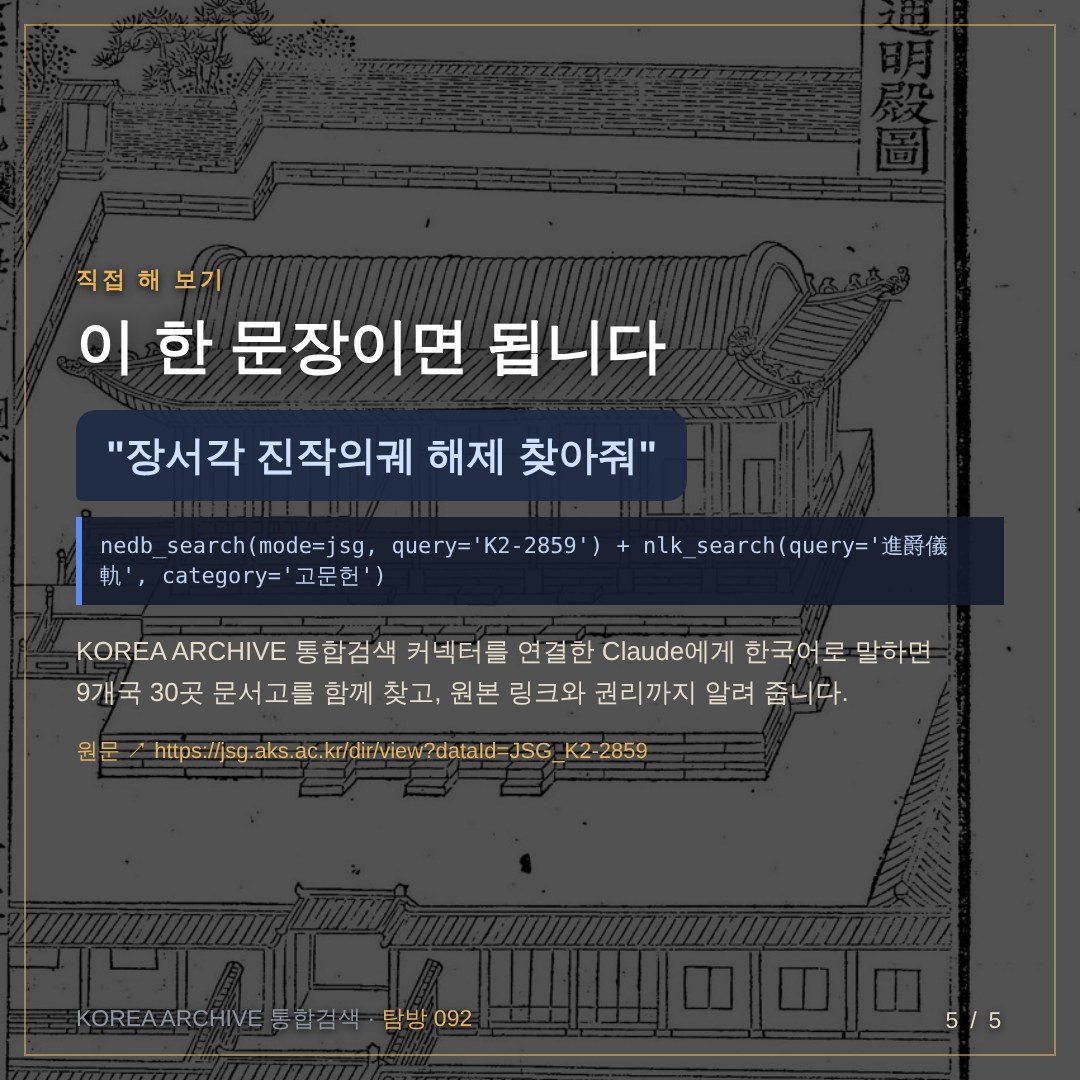 通明殿圖
직접 해 보기
이 한 문장이면 됩니다
"장서각 진작의궤 해제 찾아줘"
nedb_search(mode=jsg, query='K2-2859') + nlk_search(query='進爵儀
軌', category='고문헌')
KOREA ARCHIVE 통합검색 커넥터를 연결한 Claude에게 한국어로 말하면
9개국 30곳 문서고를 함께 찾고, 원본 링크와 권리까지 알려 줍니다.
원문 ↗ https://jsg.aks.ac.kr/dir/view?dataId=JSG_K2-2859
KOREA ARCHIVE 통합검색 · 탐방 092
5 / 5